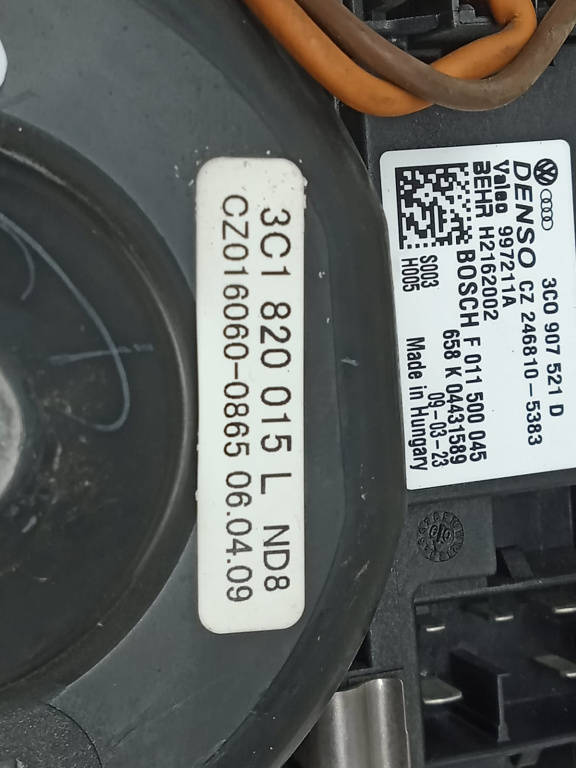 3C1 820 015 L ND8
CZ016060-0865 06.04.09
3C0 907 521 D
DENSO CZ 246810-5383
Valeo 997211A
BEHR H2162002
BOSCH F 011 500 045
S003 658 K 04431589
H005 09-03-23
Made in Hungary